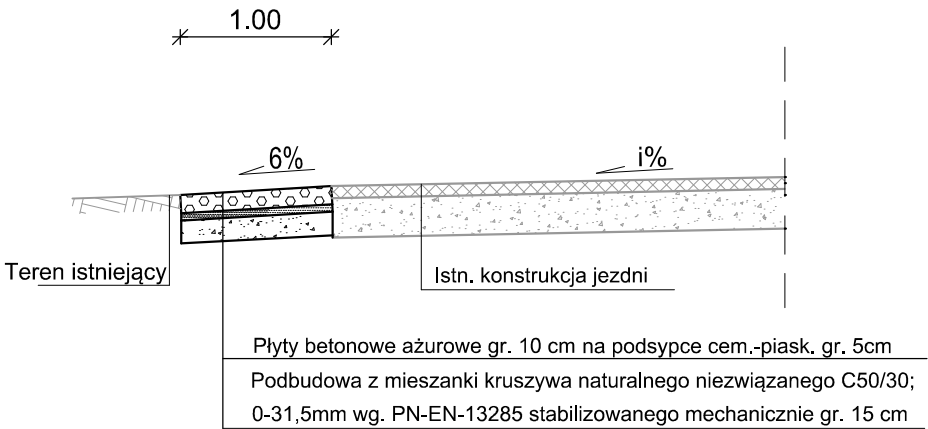 1.00
6%
i%
Teren istniejący
Istn. konstrukcja jezdni
Płyty betonowe ażurowe gr. 10 cm na podsypce cem.-piask. gr. 5cm
Podbudowa z mieszanki kruszywa naturalnego niezwiązanego C50/30;
0-31,5mm wg. PN-EN-13285 stabilizowanego mechanicznie gr. 15 cm